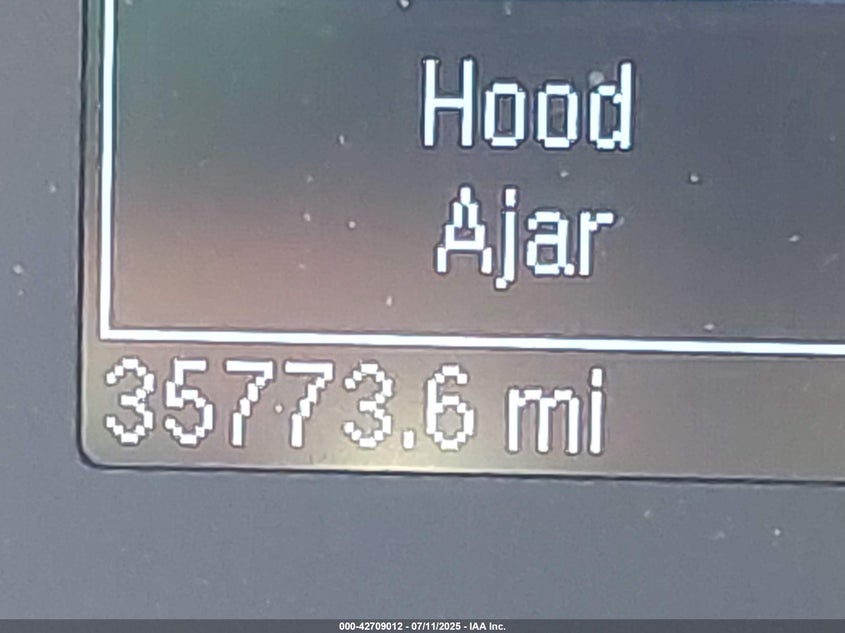 Hood
Ajar
35773.6 mi
000-42709012 - 07/11/2025 - IAA Inc.